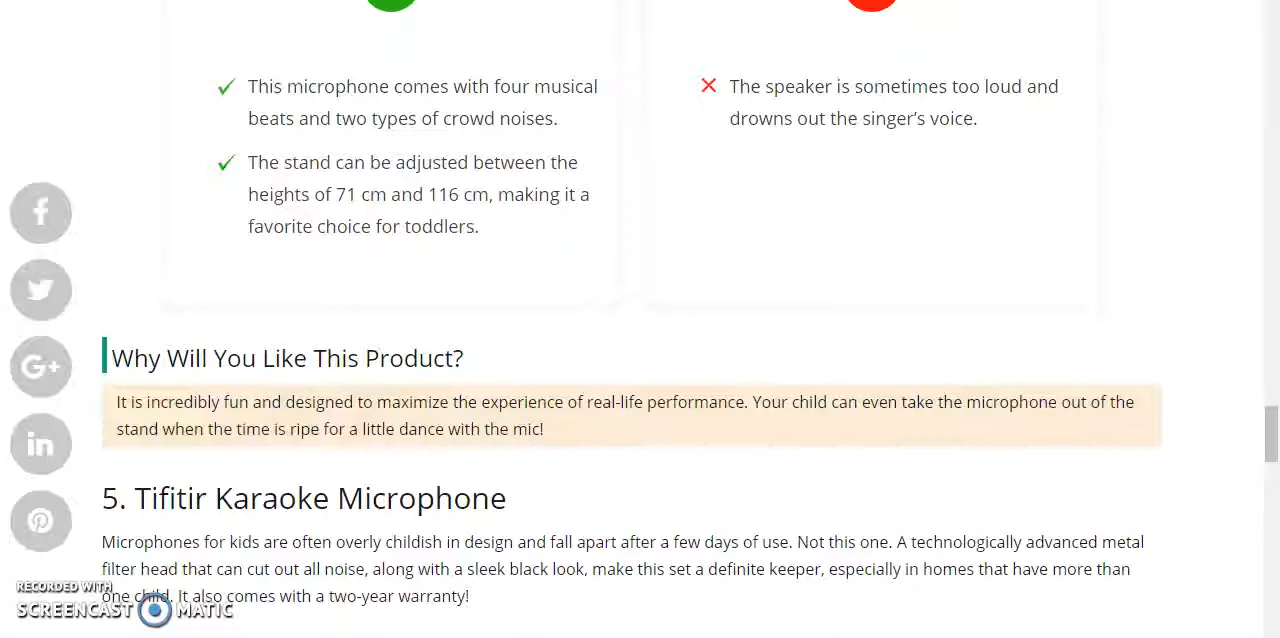 This microphone comes with four musical
beats and two types of crowd noises.
The stand can be adjusted between the
heights of 71 cm and 116 cm, making it a
favorite choice for toddlers.
The speaker is sometimes too loud and
drowns out the singer's voice.
Why Will You Like This Product?
It is incredibly fun and designed to maximize the experience of real-life performance. Your child can even take the microphone out of the
stand when the time is ripe for a little dance with the mic!
5. Tifitir Karaoke Microphone
Microphones for kids are often overly childish in design and fall apart after a few days of use. Not this one. A technologically advanced metal
filter head that can cut out all noise, along with a sleek black look, make this set a definite keeper, especially in homes that have more than
one child. It also comes with a two-year warranty!
f
G+
in
RECORDED WITH
SCREENCAST MATIC